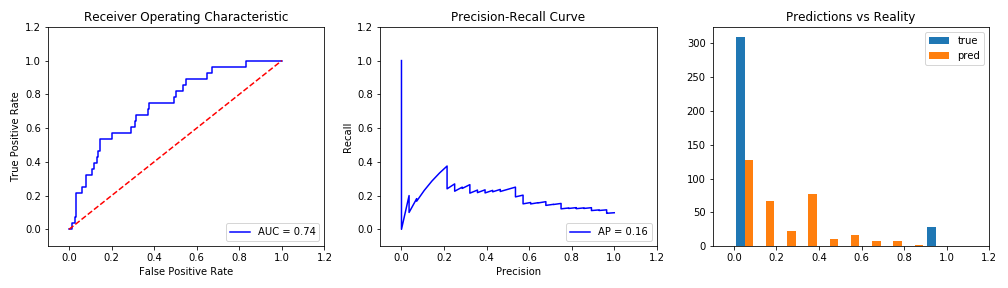 Receiver Operating Characteristic
1.2
1.0
0.8
0.6
0.4
0.2
0.0
True Positive Rate
0.0 0.2 0.4 0.6 0.8 1.0 1.2
False Positive Rate
AUC = 0.74
Precision-Recall Curve
1.2
1.0
0.8
0.6
0.4
0.2
0.0
Recall
0.0 0.2 0.4 0.6 0.8 1.0 1.2
Precision
AP = 0.16
Predictions vs Reality
true
pred
300
250
200
150
100
50
0
0.0 0.2 0.4 0.6 0.8 1.0 1.2